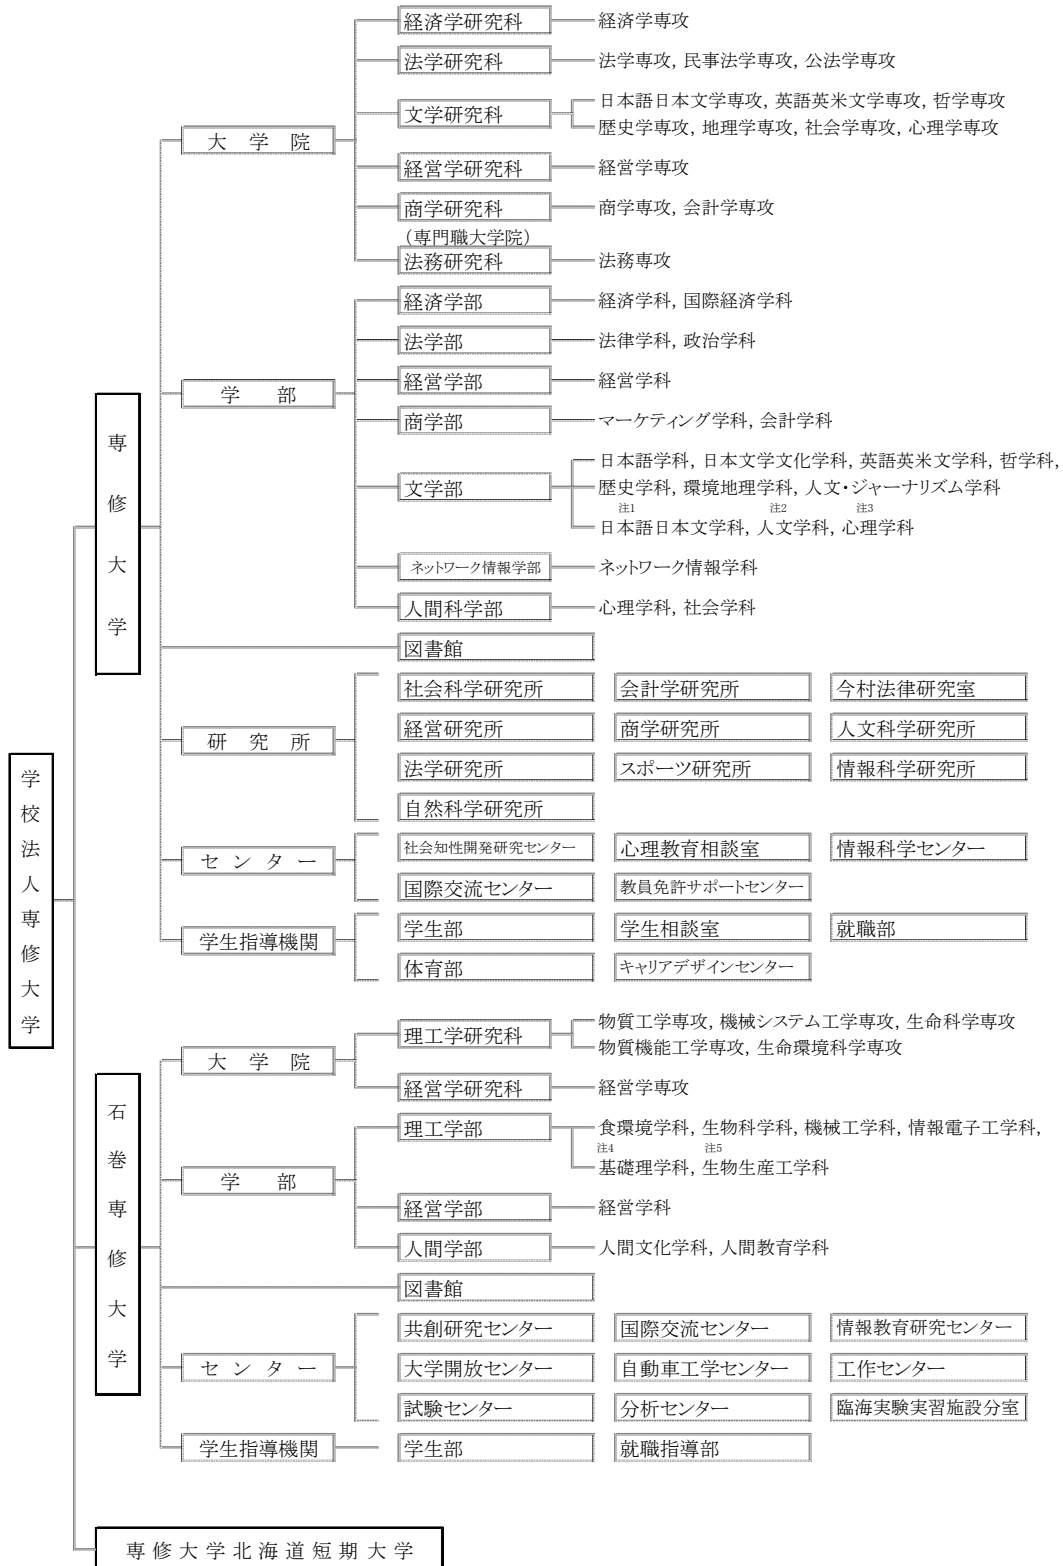 学校法人専修大学
専修大学
大学院
経済学研究科 経済学専攻
法学研究科 法学専攻, 民事法学専攻, 公法学専攻
文学研究科 日本語日本文学専攻, 英語英米文学専攻, 哲学専攻
歴史学専攻, 地理学専攻, 社会学専攻, 心理学専攻
経営学研究科 経営学専攻
商学研究科 商学専攻, 会計学専攻
(専門職大学院)
法務研究科 法務専攻
学部
経済学部 経済学科, 国際経済学科
法学部 法律学科, 政治学科
経営学部 経営学科
商学部 マーケティング学科, 会計学科
文学部 日本語学科, 日本文学文化学科, 英語英米文学科, 哲学科,
歴史学科, 環境地理学科, 人文・ジャーナリズム学科
注1 注2 注3
日本語日本文学科, 人文学科, 心理学科
ネットワーク情報学部 ネットワーク情報学科
人間科学部 心理学科, 社会学科
図書館
研究所
社会科学研究所 会計学研究所 今村法律研究室
経営研究所 商学研究所 人文科学研究所
法学研究所 スポーツ研究所 情報科学研究所
自然科学研究所
センター
社会知性開発研究センター 心理教育相談室 情報科学センター
国際交流センター 教員免許サポートセンター
学生指導機関
学生部 学生相談室 就職部
体育部 キャリアデザインセンター
石巻専修大学
大学院
理工学研究科 物質工学専攻, 機械システム工学専攻, 生命科学専攻
物質機能工学専攻, 生命環境科学専攻
経営学研究科 経営学専攻
学部
理工学部 食環境学科, 生物科学科, 機械工学科, 情報電子工学科,
注4 注5
基礎理学科, 生物生産工学科
経営学部 経営学科
人間学部 人間文化学科, 人間教育学科
図書館
センター
共創研究センター 国際交流センター 情報教育研究センター
大学開放センター 自動車工学センター 工作センター
試験センター 分析センター 臨海実験実習施設分室
学生指導機関
学生部 就職指導部
専修大学北海道短期大学